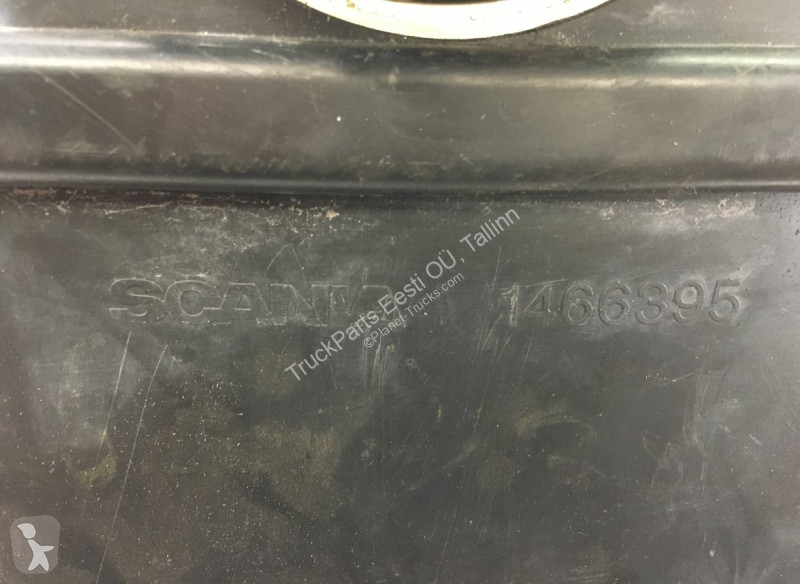 SCANIA 1466395
TruckParts Eesti OÜ, Tallinn
©Planet-Trucks.com